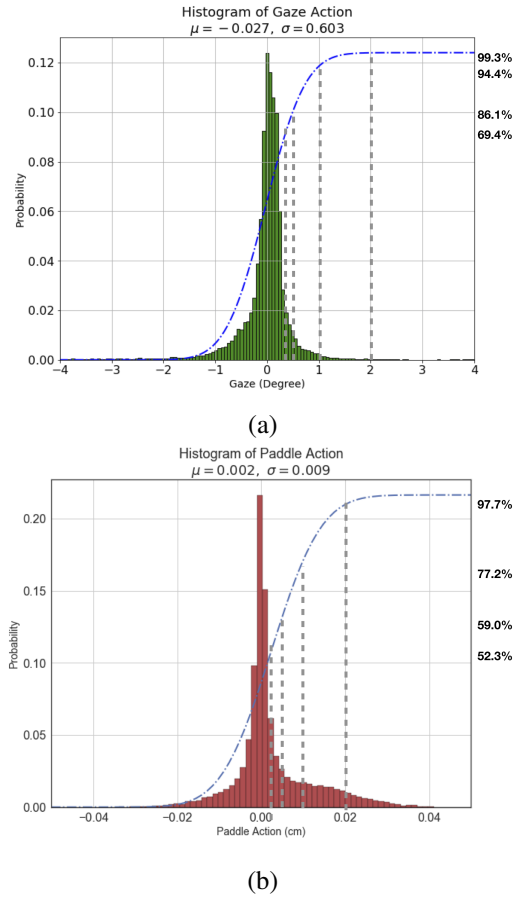 Histogram of Gaze Action
μ = −0.027, σ = 0.603
0.12
0.10
0.08
0.06
0.04
0.02
0.00
Probability
99.3%
94.4%
86.1%
69.4%
−4 −3 −2 −1 0 1 2 3 4
Gaze (Degree)
(a)
Histogram of Paddle Action
μ = 0.002, σ = 0.009
0.20
0.15
0.10
0.05
0.00
Probability
97.7%
77.2%
59.0%
52.3%
−0.04 −0.02 0.00 0.02 0.04
Paddle Action (cm)
(b)